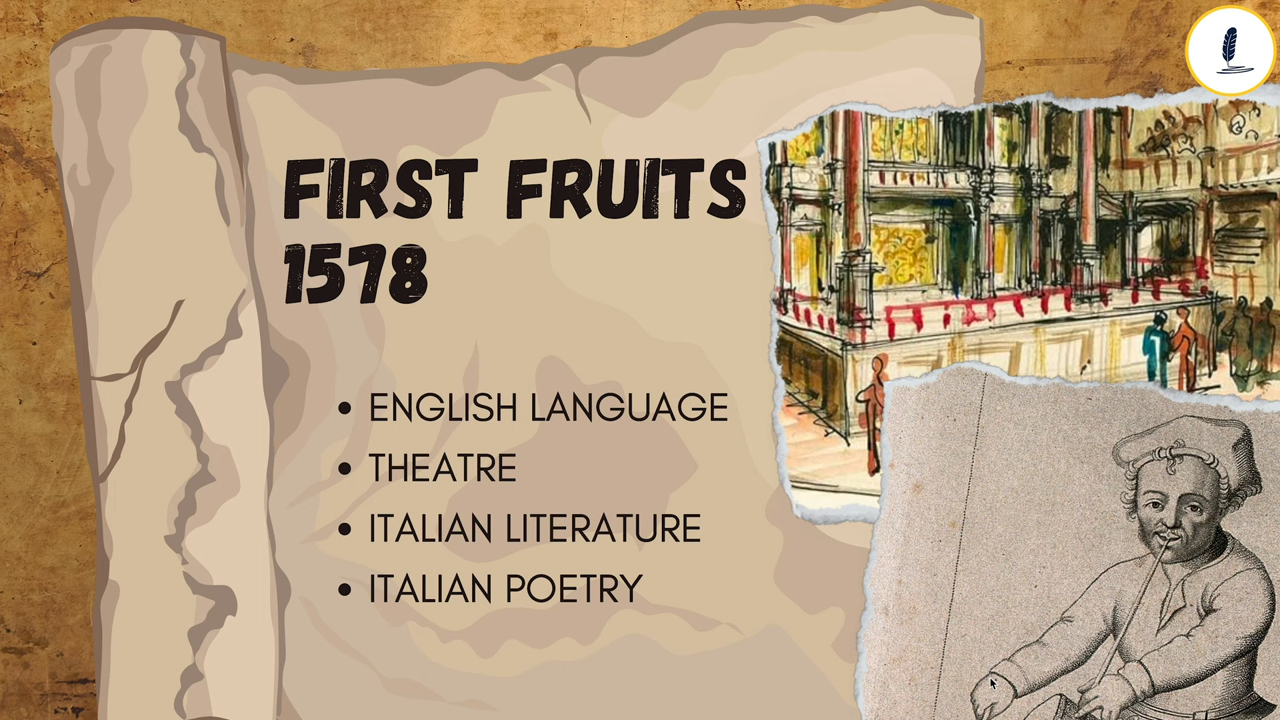 FIRST FRUITS
1578
• ENGLISH LANGUAGE
• THEATRE
• ITALIAN LITERATURE
• ITALIAN POETRY